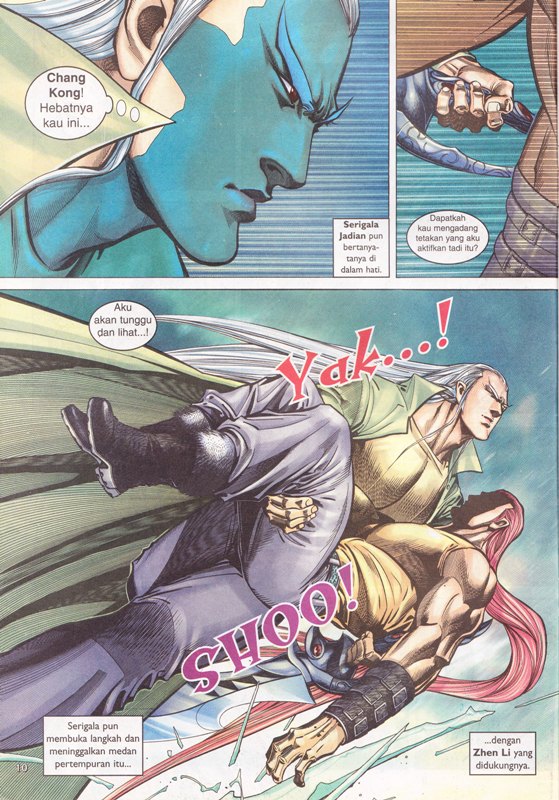 Chang
Kong!
Hebatnya
kau ini...
Serigala
Jadian pun
bertanya-
tanya di
dalam hati.
Dapatkah
kau mengadang
tetakan yang aku
aktifkan tadi itu?
Aku
akan tunggu
dan lihat...!
Yak...!
SHOO!
Serigala pun
membuka langkah dan
meninggalkan medan
pertempuran itu...
...dengan
Zhen Li yang
didukungnya.
10